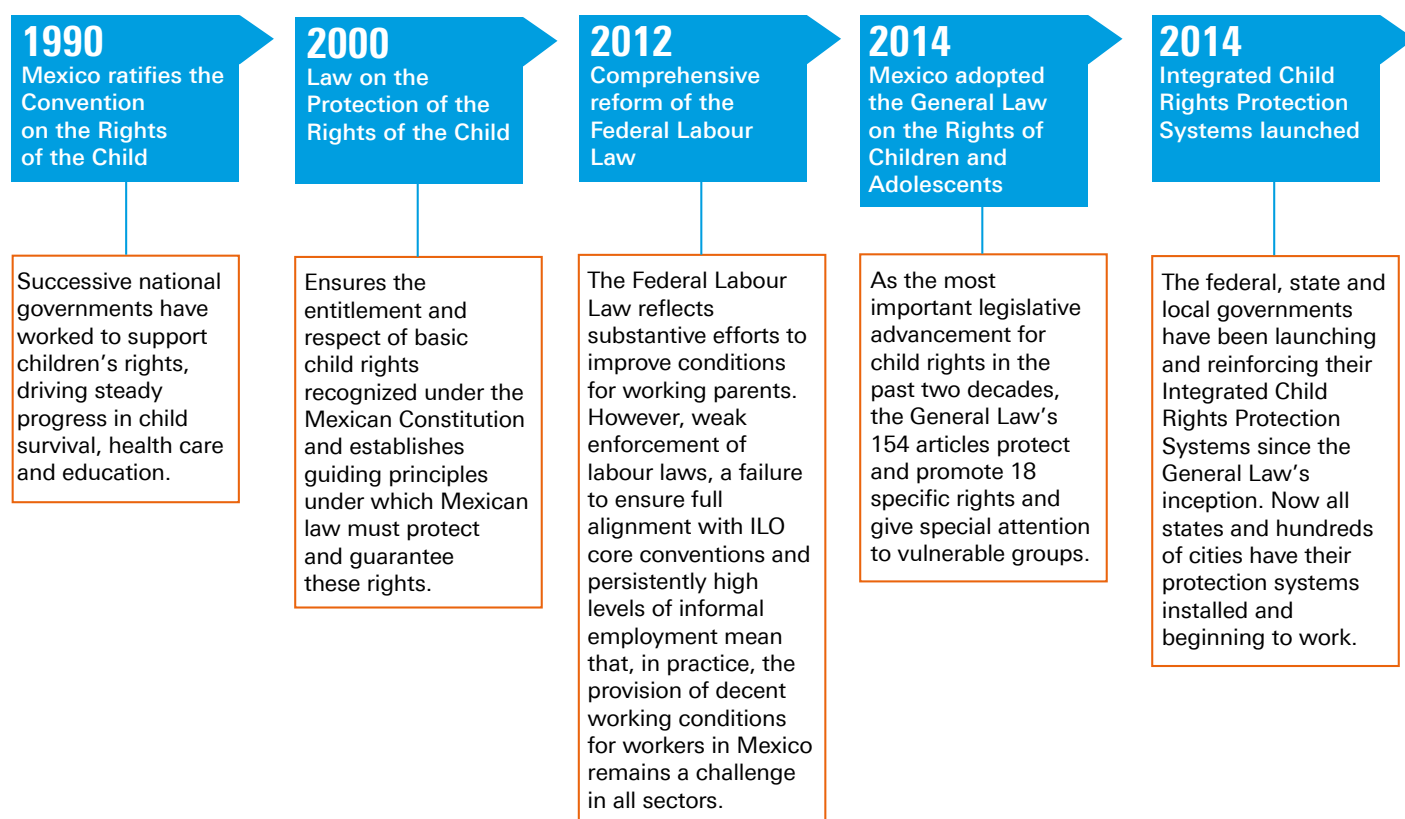 1990
Mexico ratifies the
Convention
on the Rights
of the Child
Successive national
governments have
worked to support
children's rights,
driving steady
progress in child
survival, health care
and education.
2000
Law on the
Protection of the
Rights of the Child
Ensures the
entitlement and
respect of basic
child rights
recognized under the
Mexican Constitution
and establishes
guiding principles
under which Mexican
law must protect
and guarantee
these rights.
2012
Comprehensive
reform of the
Federal Labour
Law
The Federal Labour
Law reflects
substantive efforts to
improve conditions
for working parents.
However, weak
enforcement of
labour laws, a failure
to ensure full
alignment with ILO
core conventions and
persistently high
levels of informal
employment mean
that, in practice, the
provision of decent
working conditions
for workers in Mexico
remains a challenge
in all sectors.
2014
Mexico adopted
the General Law
on the Rights of
Children and
Adolescents
As the most
important legislative
advancement for
child rights in the
past two decades,
the General Law's
154 articles protect
and promote 18
specific rights and
give special attention
to vulnerable groups.
2014
Integrated Child
Rights Protection
Systems launched
The federal, state and
local governments
have been launching
and reinforcing their
Integrated Child
Rights Protection
Systems since the
General Law's
inception. Now all
states and hundreds
of cities have their
protection systems
installed and
beginning to work.